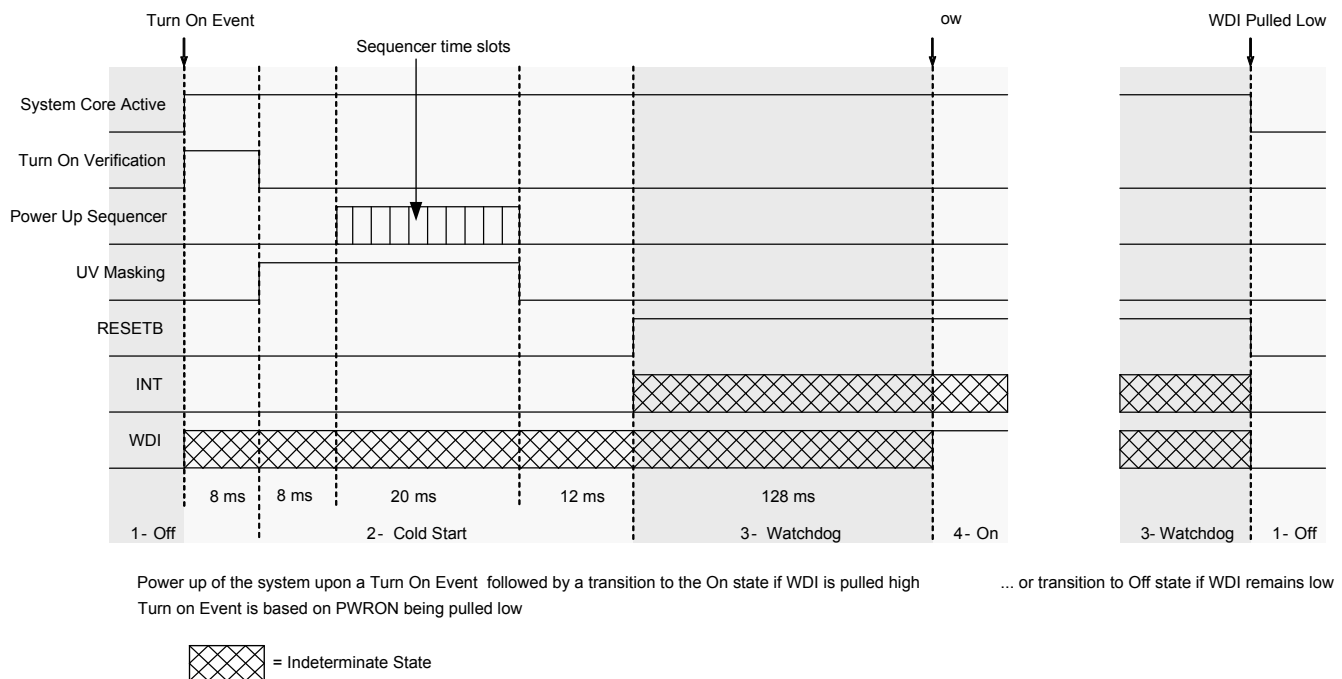 Turn On Event
ow
WDI Pulled Low
Sequencer time slots
System Core Active
Turn On Verification
Power Up Sequencer
UV Masking
RESETB
INT
WDI
8 ms
8 ms
20 ms
12 ms
128 ms
1- Off
2- Cold Start
3- Watchdog
4- On
3- Watchdog
1- Off
Power up of the system upon a Turn On Event followed by a transition to the On state if WDI is pulled high
... or transition to Off state if WDI remains low
Turn on Event is based on PWRON being pulled low
= Indeterminate State